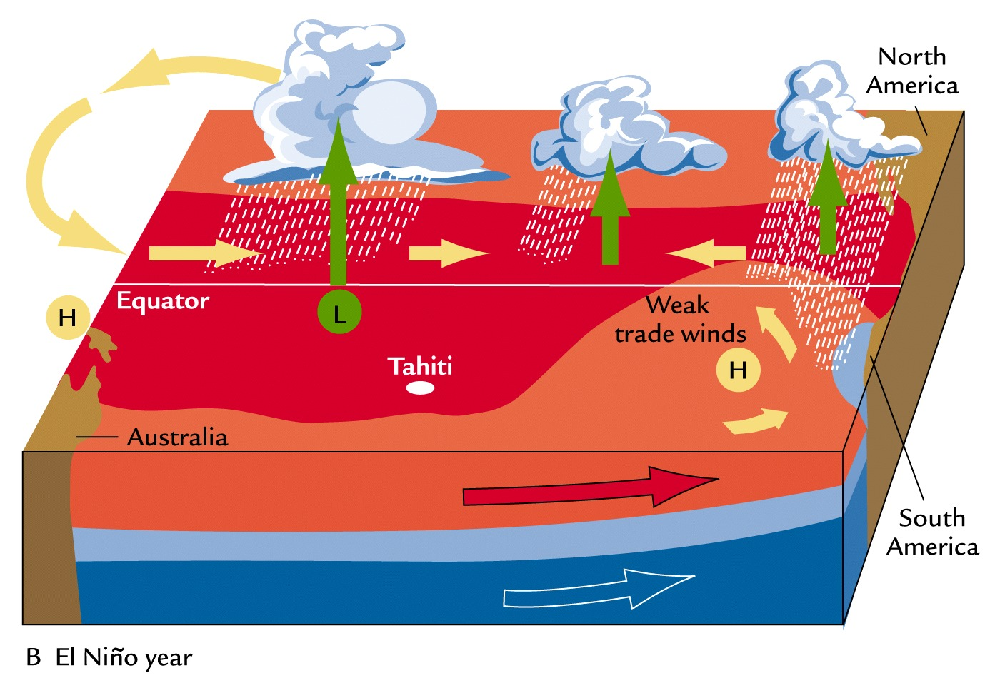 North
America
Equator
H
L
Weak
trade winds
H
Tahiti
Australia
South
America
B El Niño year